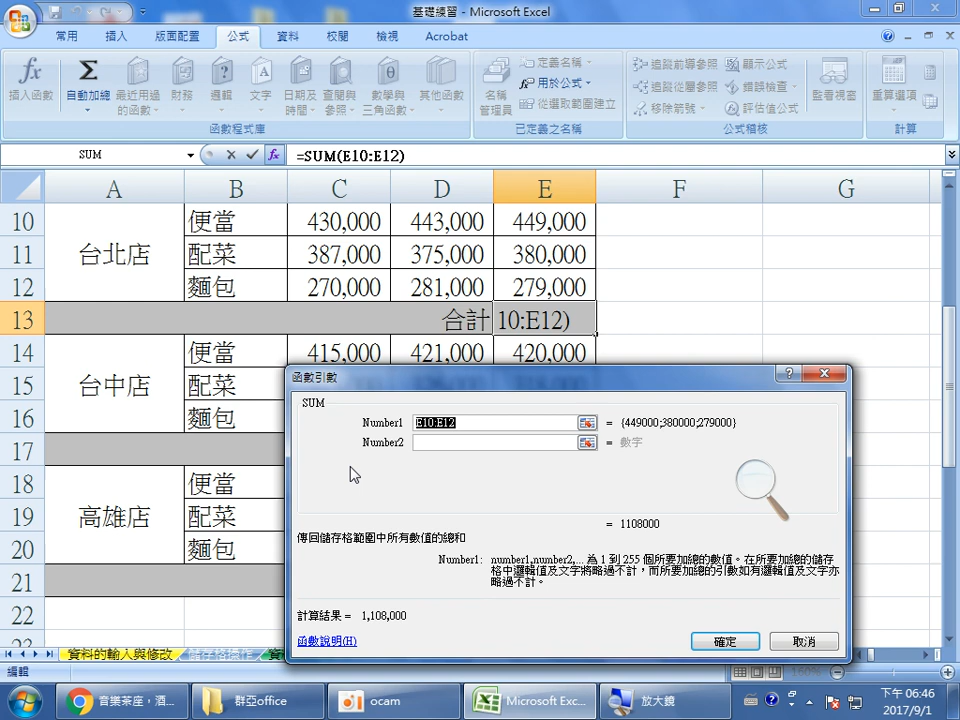 基礎練習 - Microsoft Excel
常用 插入 版面配置 公式 資料 校閱 檢視 Acrobat
插入函數 自動加總 最近用過的函數 財務 邏輯 文字 日期及時間 查閱與參照 數學與三角函數 其他函數
名稱管理員 定義名稱 用於公式 從選取範圍建立
追蹤前導參照 追蹤從屬參照 移除箭號 顯示公式 錯誤檢查 評估值公式 監看視窗 計算選項
函數程式庫 已定義之名稱 公式稽核 計算
SUM =SUM(E10:E12)
A B C D E F G
10 便當 430,000 443,000 449,000
11 台北店 配菜 387,000 375,000 380,000
12 麵包 270,000 281,000 279,000
13 合計 10:E12)
14 便當 415,000 421,000 420,000
15 台中店 配菜
16 麵包
17
18 便當
19 高雄店 配菜
20 麵包
21
22
函數引數
SUM
Number1 E10:E12 = {449000;380000;279000}
Number2 = 數字
= 1108000
傳回儲存格範圍中所有數值的總和
Number1: number1,number2,... 為 1 到 255 個所要加總的數值。在所要加總的儲存
格中邏輯值及文字將略過不計，而所要加總的引數如有邏輯值及文字亦
略過不計。
計算結果 = 1,108,000
函數說明(H) 確定 取消
資料的輸入與修改 儲存格操作
編輯 160%
音樂茶座，酒... 群亞office ocam Microsoft Exc... 放大鏡
下午 06:46
2017/9/1